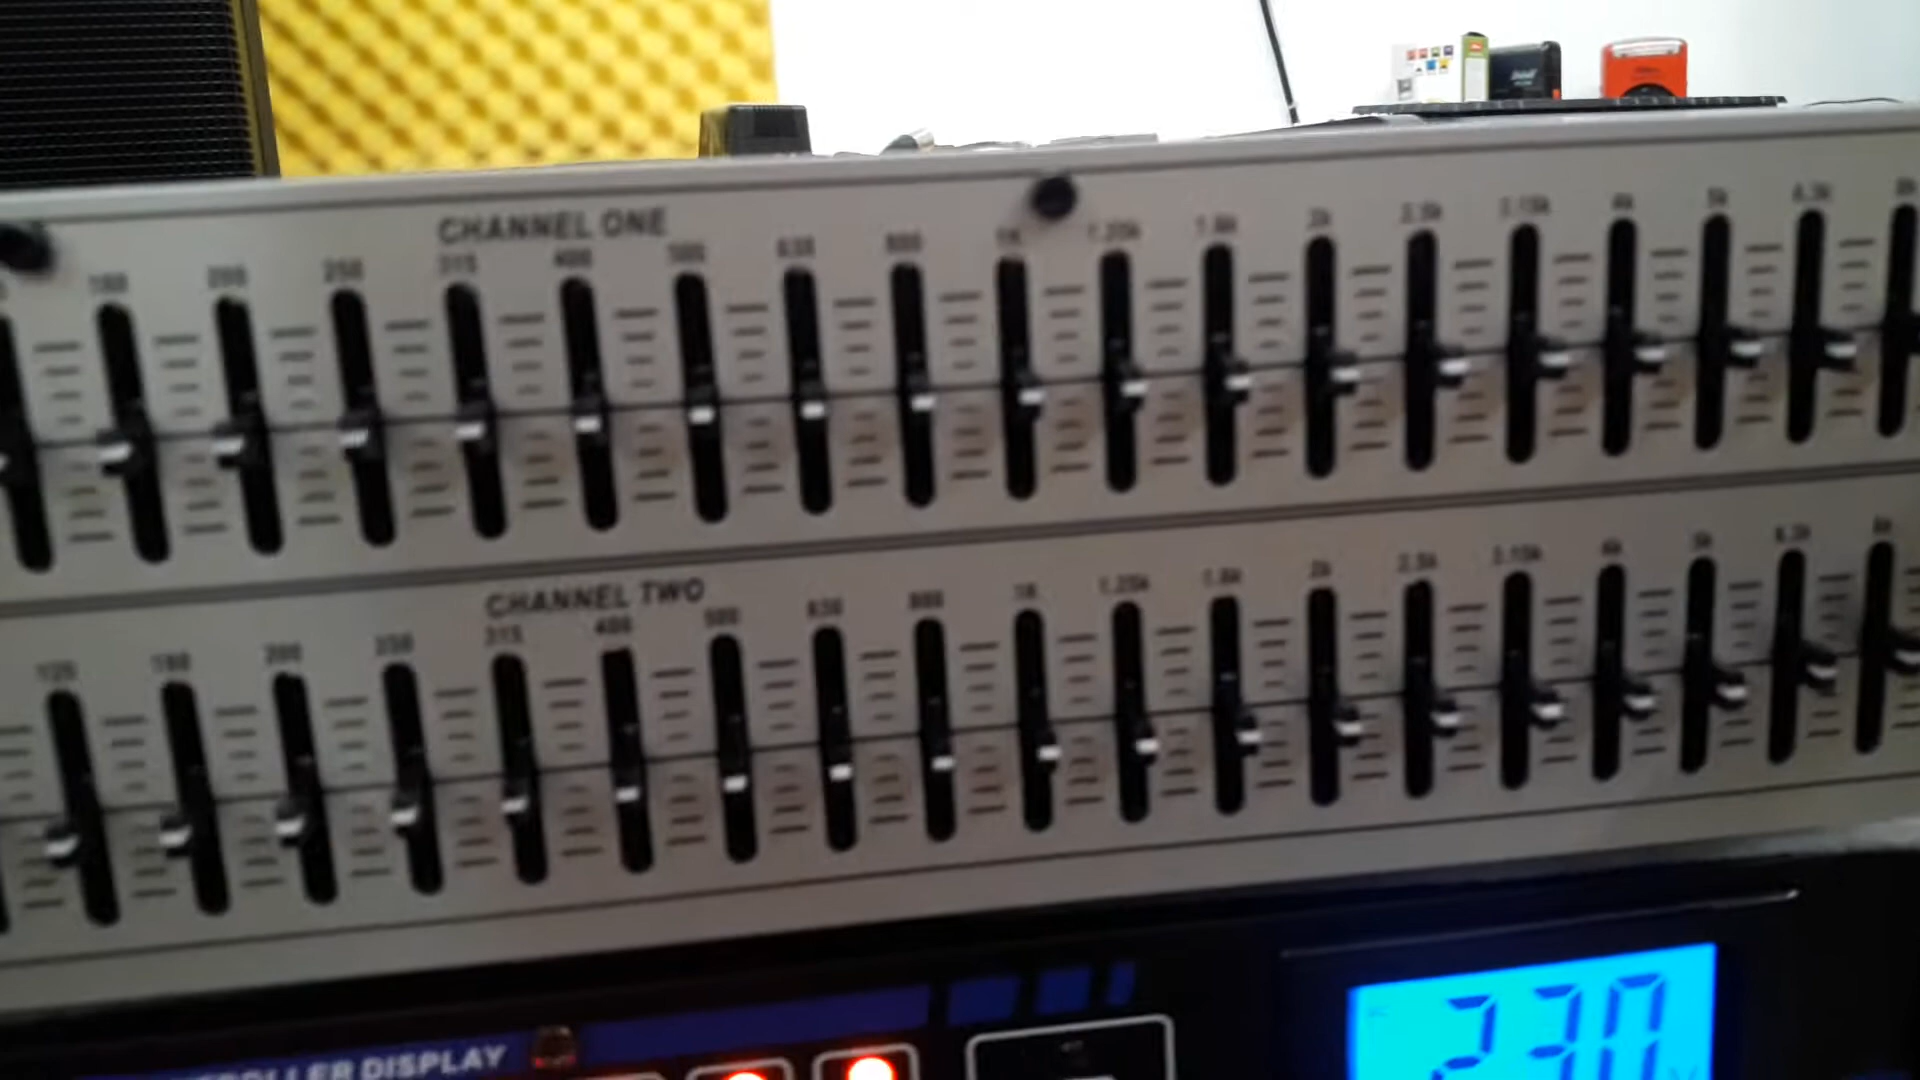 CHANNEL ONE
160 200 250 315 400 500 630 800 1K 1.25k 1.6k 2k 2.5k 3.15k 4k 5k 6.3k 8k
CHANNEL TWO
125 160 200 250 315 400 500 630 800 1K 1.25k 1.6k 2k 2.5k 3.15k 4k 5k 6.3k 8k
DISPLAY
230
V